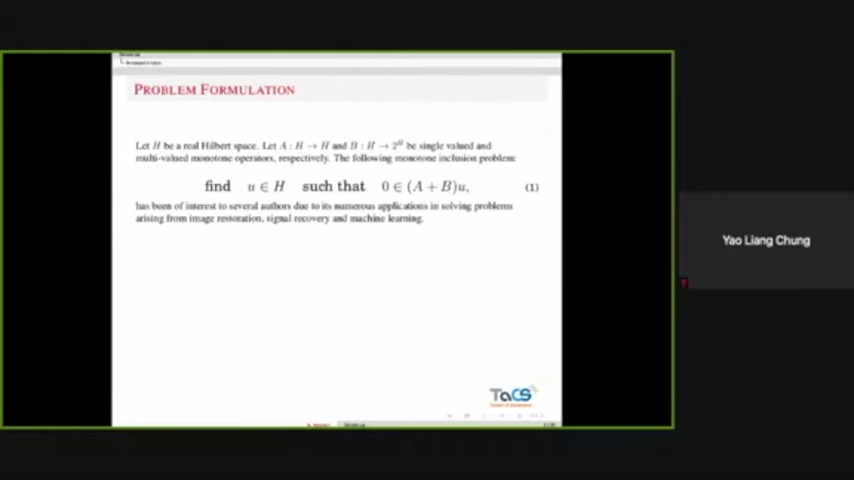 PROBLEM FORMULATION
Let H be a real Hilbert space. Let A : H → H and B : H → 2^H be single valued and
multi-valued monotone operators, respectively. The following monotone inclusion problem:
find u ∈ H such that 0 ∈ (A + B)u, (1)
has been of interest to several authors due to its numerous applications in solving problems
arising from image restoration, signal recovery and machine learning.
Yao Liang Chung
TaCS